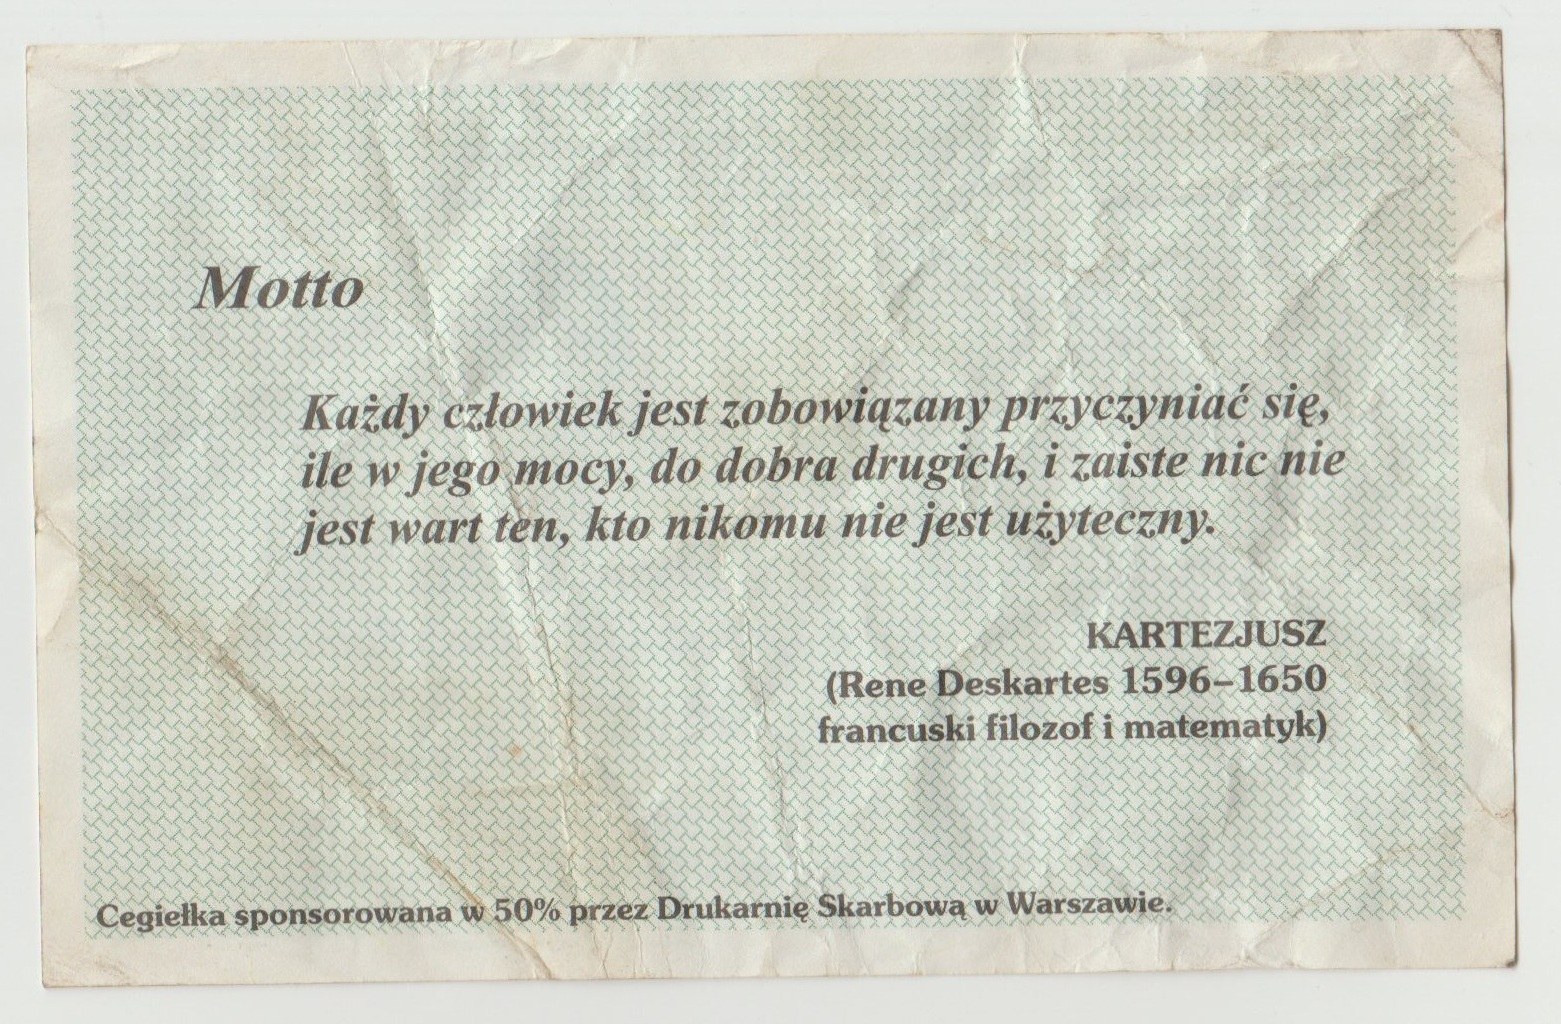 Motto
Każdy człowiek jest zobowiązany przyczyniać się,
ile w jego mocy, do dobra drugich, i zaiste nic nie
jest wart ten, kto nikomu nie jest użyteczny.
KARTEZJUSZ
(Rene Deskartes 1596–1650
francuski filozof i matematyk)
Cegiełka sponsorowana w 50% przez Drukarnię Skarbową w Warszawie.